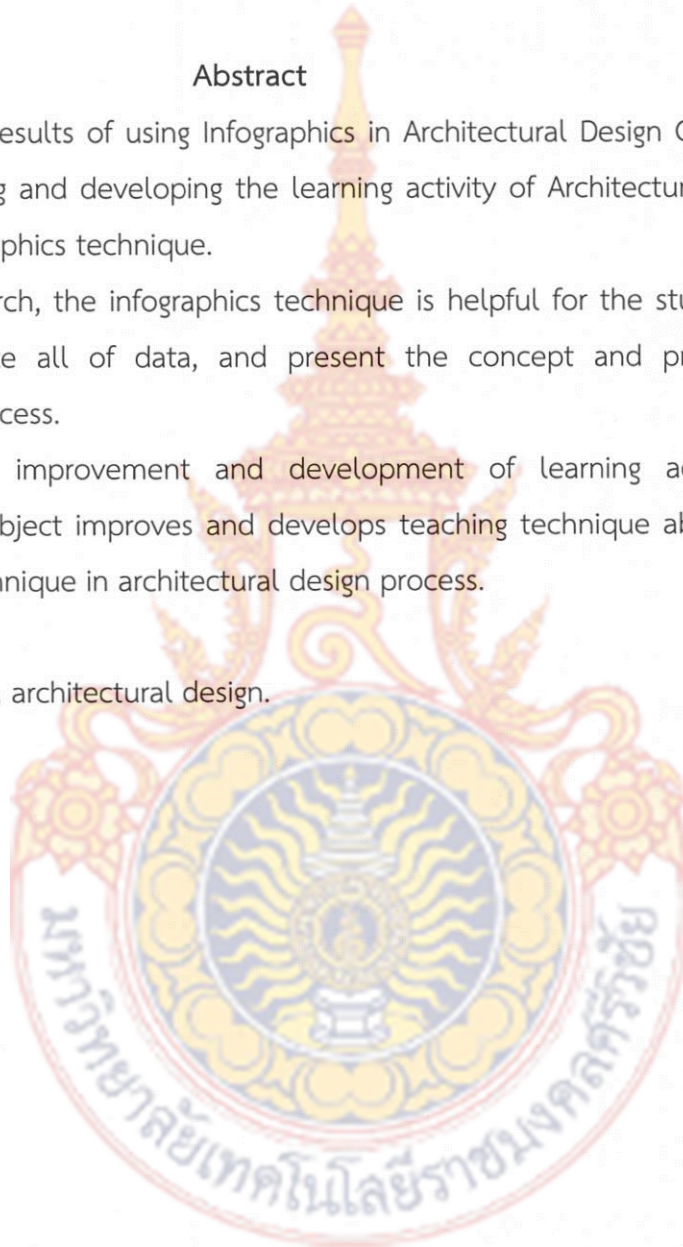 Abstract
esults of using Infographics in Architectural Design
g and developing the learning activity of Architectur
aphics technique.
rch, the infographics technique is helpful for the stu
te all of data, and present the concept and pr
cess.
improvement and development of learning a
bject improves and develops teaching technique ab
hnique in architectural design process.
architectural design.
มหาวิทยาลัยเทคโนโลยีราชมงคลศรีวิชัย